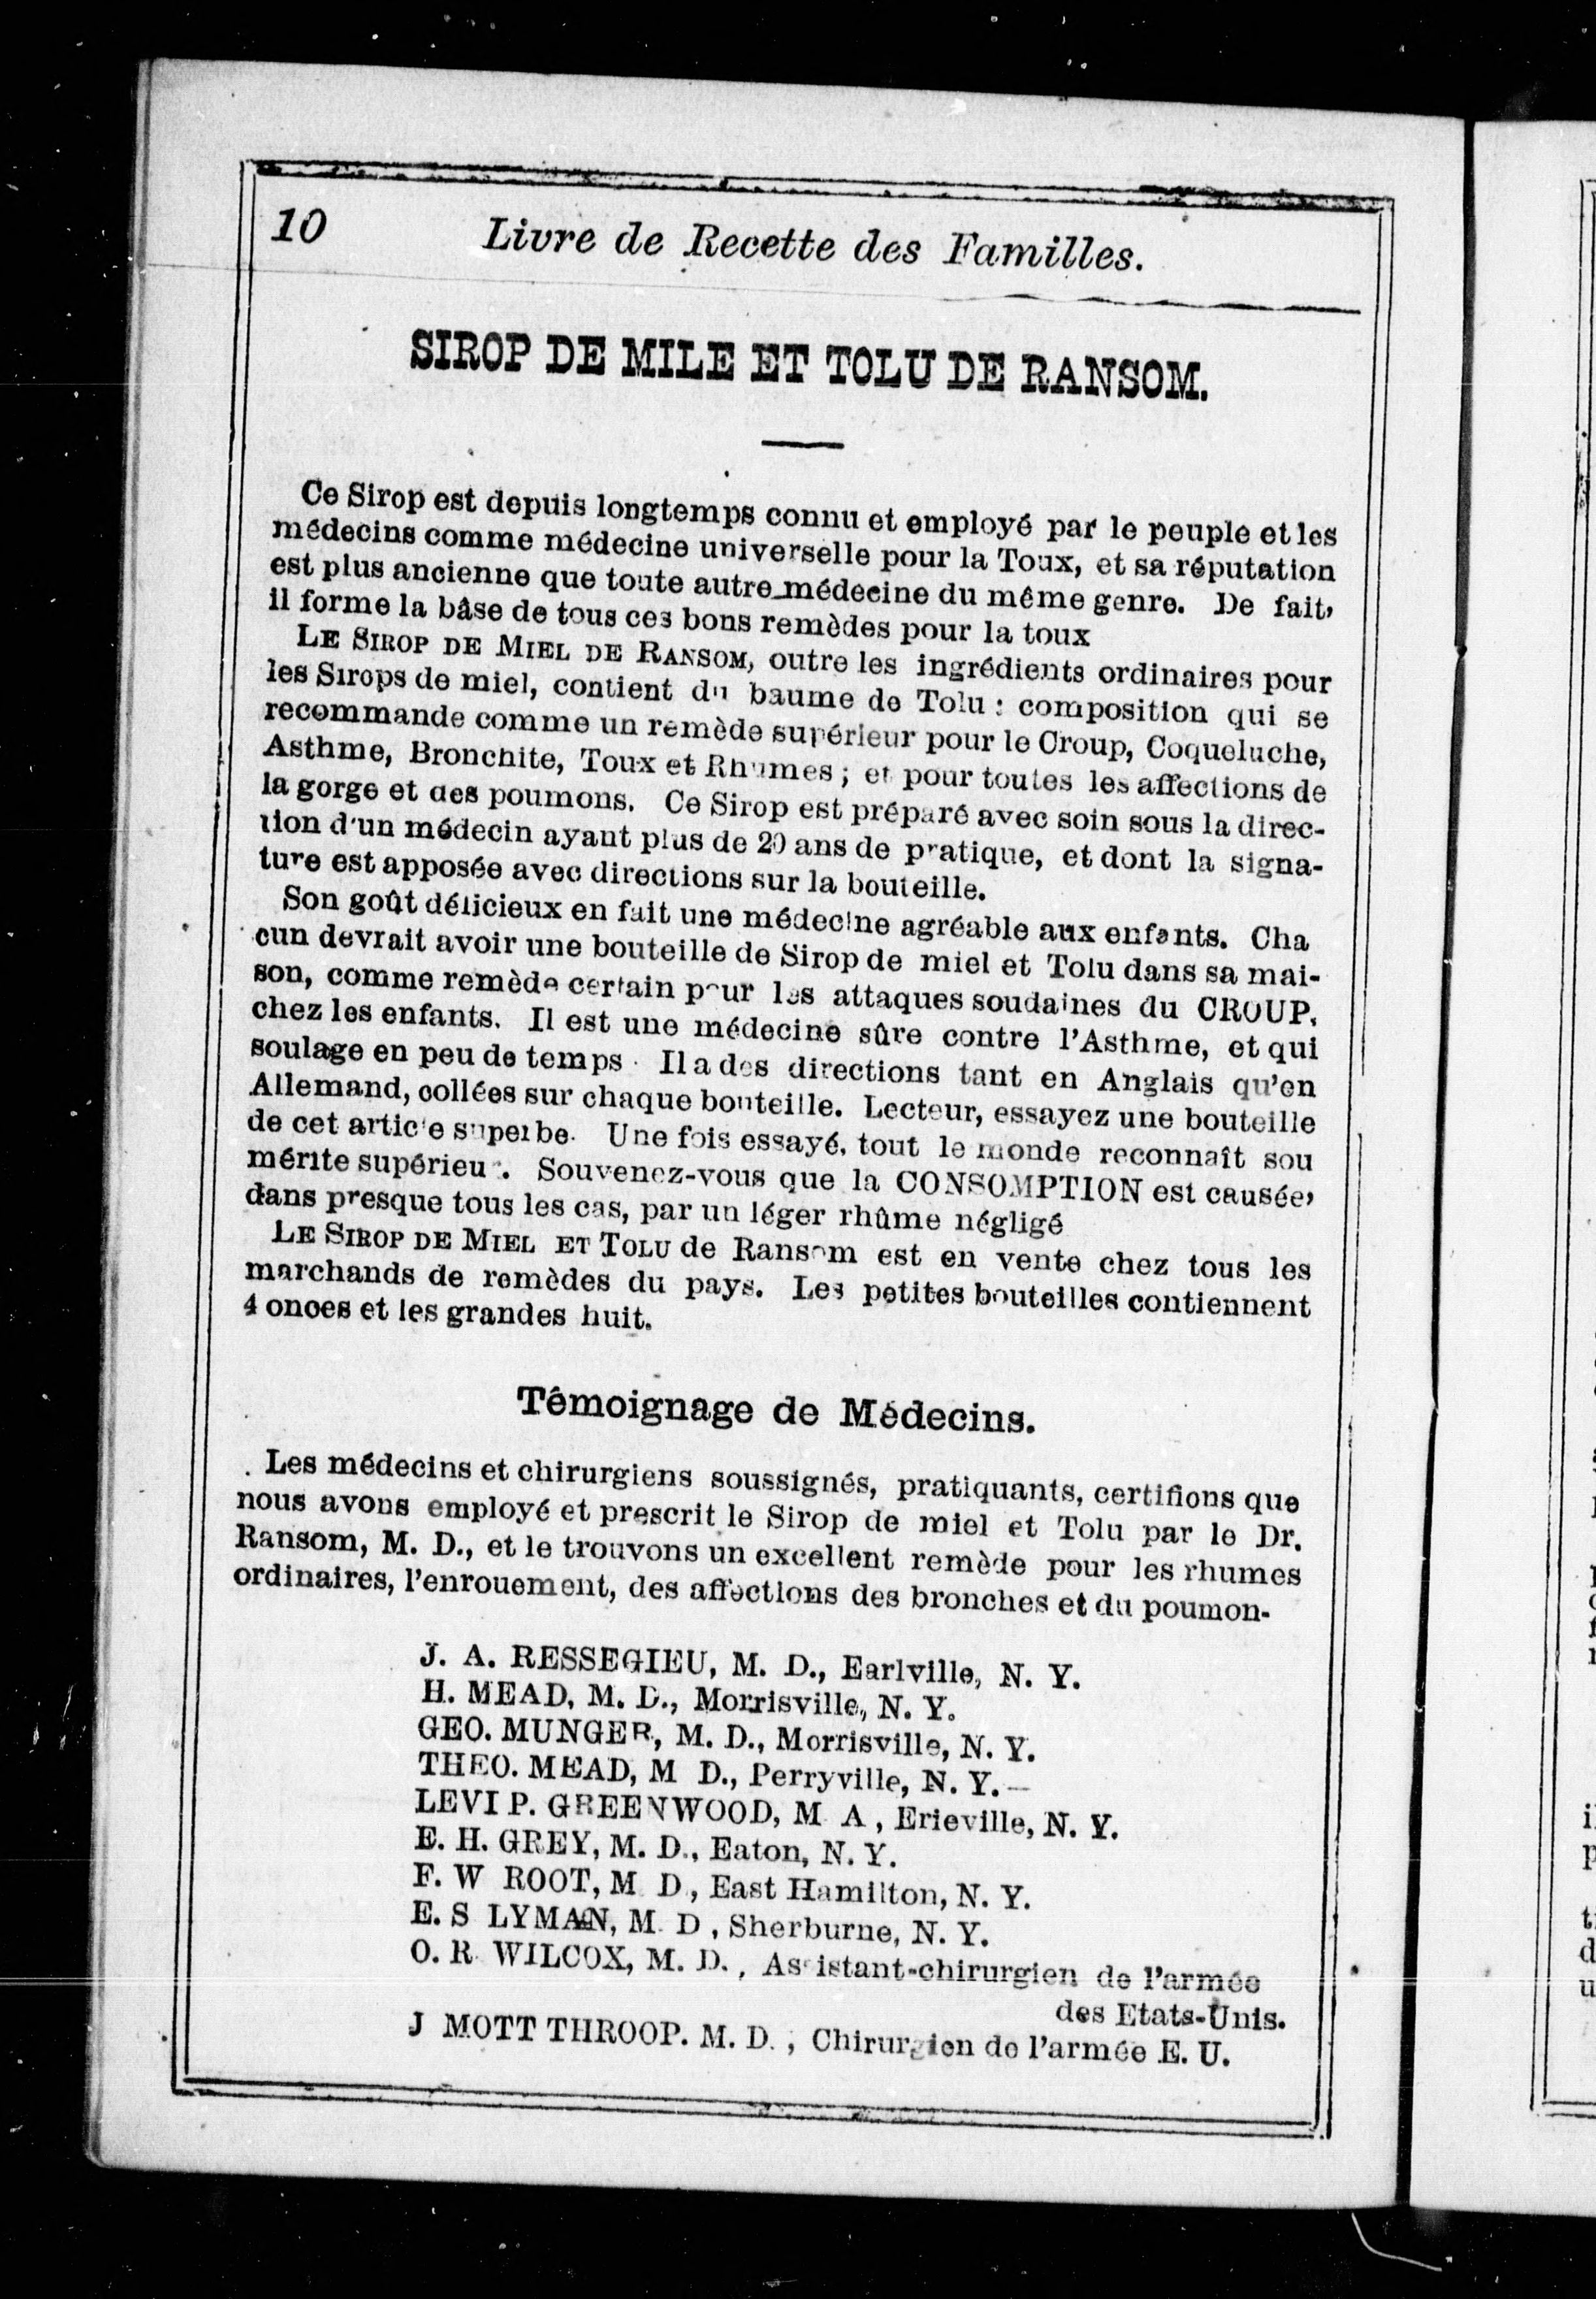 10
Livre de Recette des Familles.
SIROP DE MILE ET TOLU DE RANSOM.
Ce Sirop est depuis longtemps connu et employé par le peuple et les
médecins comme médecine universelle pour la Toux, et sa réputation
est plus ancienne que toute autre médecine du même genre. De fait,
il forme la bâse de tous ces bons remèdes pour la toux
LE SIROP DE MIEL DE RANSOM, outre les ingrédients ordinaires pour
les Sirops de miel, contient du baume de Tolu : composition qui se
recommande comme un remède supérieur pour le Croup, Coqueluche,
Asthme, Bronchite, Toux et Rhumes ; et pour toutes les affections de
la gorge et des poumons. Ce Sirop est préparé avec soin sous la direc-
tion d'un médecin ayant plus de 20 ans de pratique, et dont la signa-
ture est apposée avec directions sur la bouteille.
Son goût délicieux en fait une médecine agréable aux enfants. Cha
cun devrait avoir une bouteille de Sirop de miel et Tolu dans sa mai-
son, comme remède certain pour les attaques soudaines du CROUP,
chez les enfants. Il est une médecine sûre contre l'Asthme, et qui
soulage en peu de temps. Il a des directions tant en Anglais qu'en
Allemand, collées sur chaque bouteille. Lecteur, essayez une bouteille
de cet article superbe. Une fois essayé, tout le monde reconnaît sou
mérite supérieur. Souvenez-vous que la CONSOMPTION est causée,
dans presque tous les cas, par un léger rhûme négligé
LE SIROP DE MIEL ET TOLU de Ransom est en vente chez tous les
marchands de remèdes du pays. Les petites bouteilles contiennent
4 onces et les grandes huit.
Témoignage de Médecins.
Les médecins et chirurgiens soussignés, pratiquants, certifions que
nous avons employé et prescrit le Sirop de miel et Tolu par le Dr.
Ransom, M. D., et le trouvons un excellent remède pour les rhumes
ordinaires, l'enrouement, des affections des bronches et du poumon-
J. A. RESSEGIEU, M. D., Earlville, N. Y.
H. MEAD, M. D., Morrisville, N. Y.
GEO. MUNGER, M. D., Morrisville, N. Y.
THEO. MEAD, M D., Perryville, N. Y.—
LEVI P. GREENWOOD, M A, Erieville, N. Y.
E. H. GREY, M. D., Eaton, N. Y.
F. W ROOT, M D, East Hamilton, N. Y.
E. S LYMAN, M. D, Sherburne, N. Y.
O. R. WILCOX, M. D., Assistant-chirurgien de l'armée
des Etats-Unis.
J MOTT THROOP. M. D., Chirurgien de l'armée E. U.